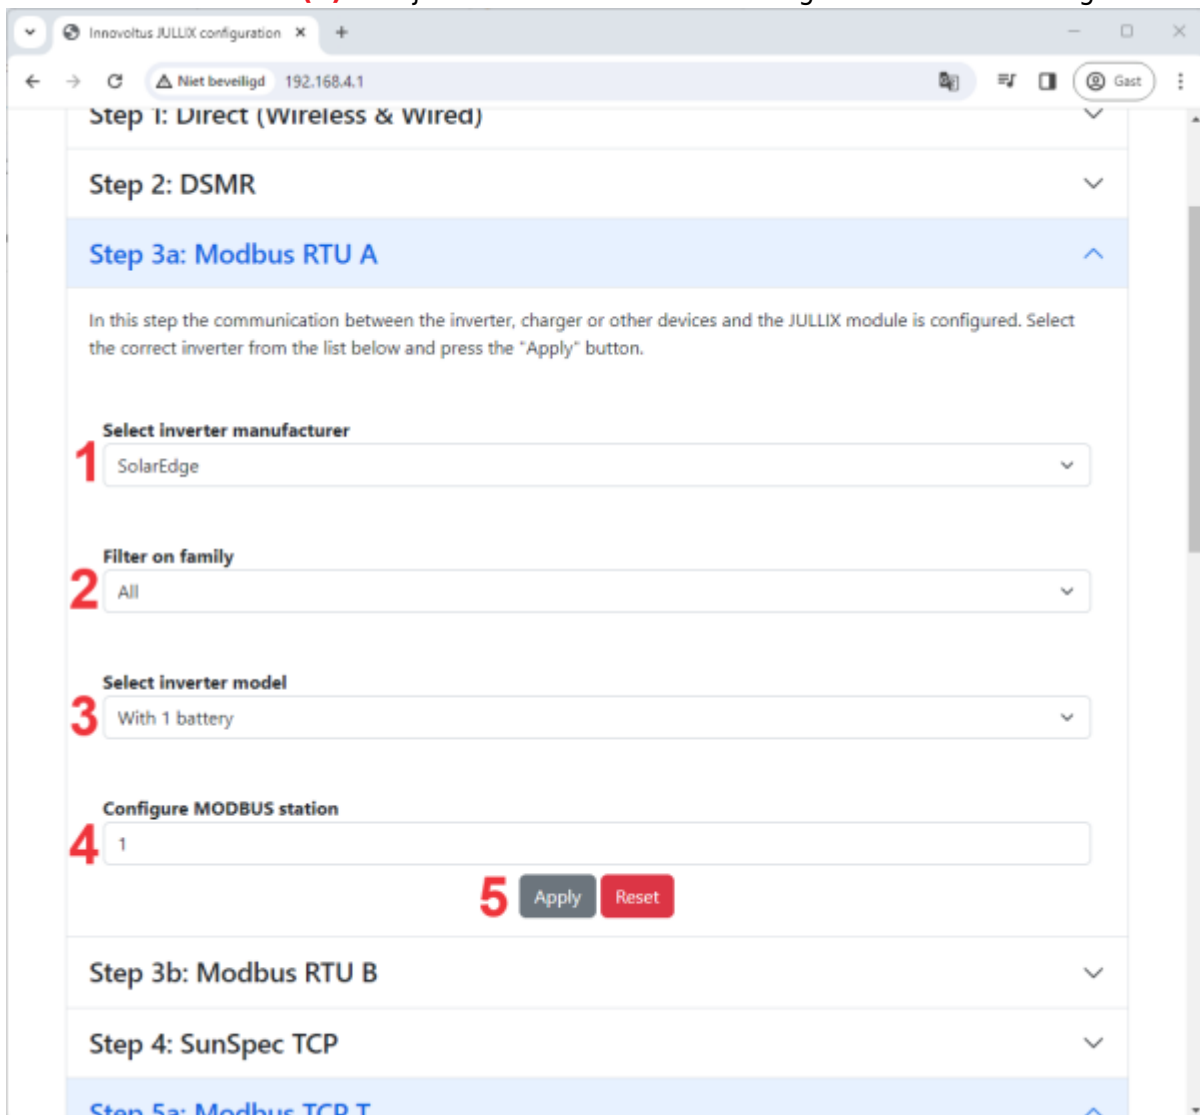 Innovoltus JULLIX configuration
Niet beveiligd 192.168.4.1
Gast
Step 1: Direct (Wireless & Wired)
Step 2: DSMR
Step 3a: Modbus RTU A
In this step the communication between the inverter, charger or other devices and the JULLIX module is configured. Select
the correct inverter from the list below and press the "Apply" button.
Select inverter manufacturer
1 SolarEdge
Filter on family
2 All
Select inverter model
3 With 1 battery
Configure MODBUS station
4 1
5 Apply Reset
Step 3b: Modbus RTU B
Step 4: SunSpec TCP
Step 5a: Modbus TCP T